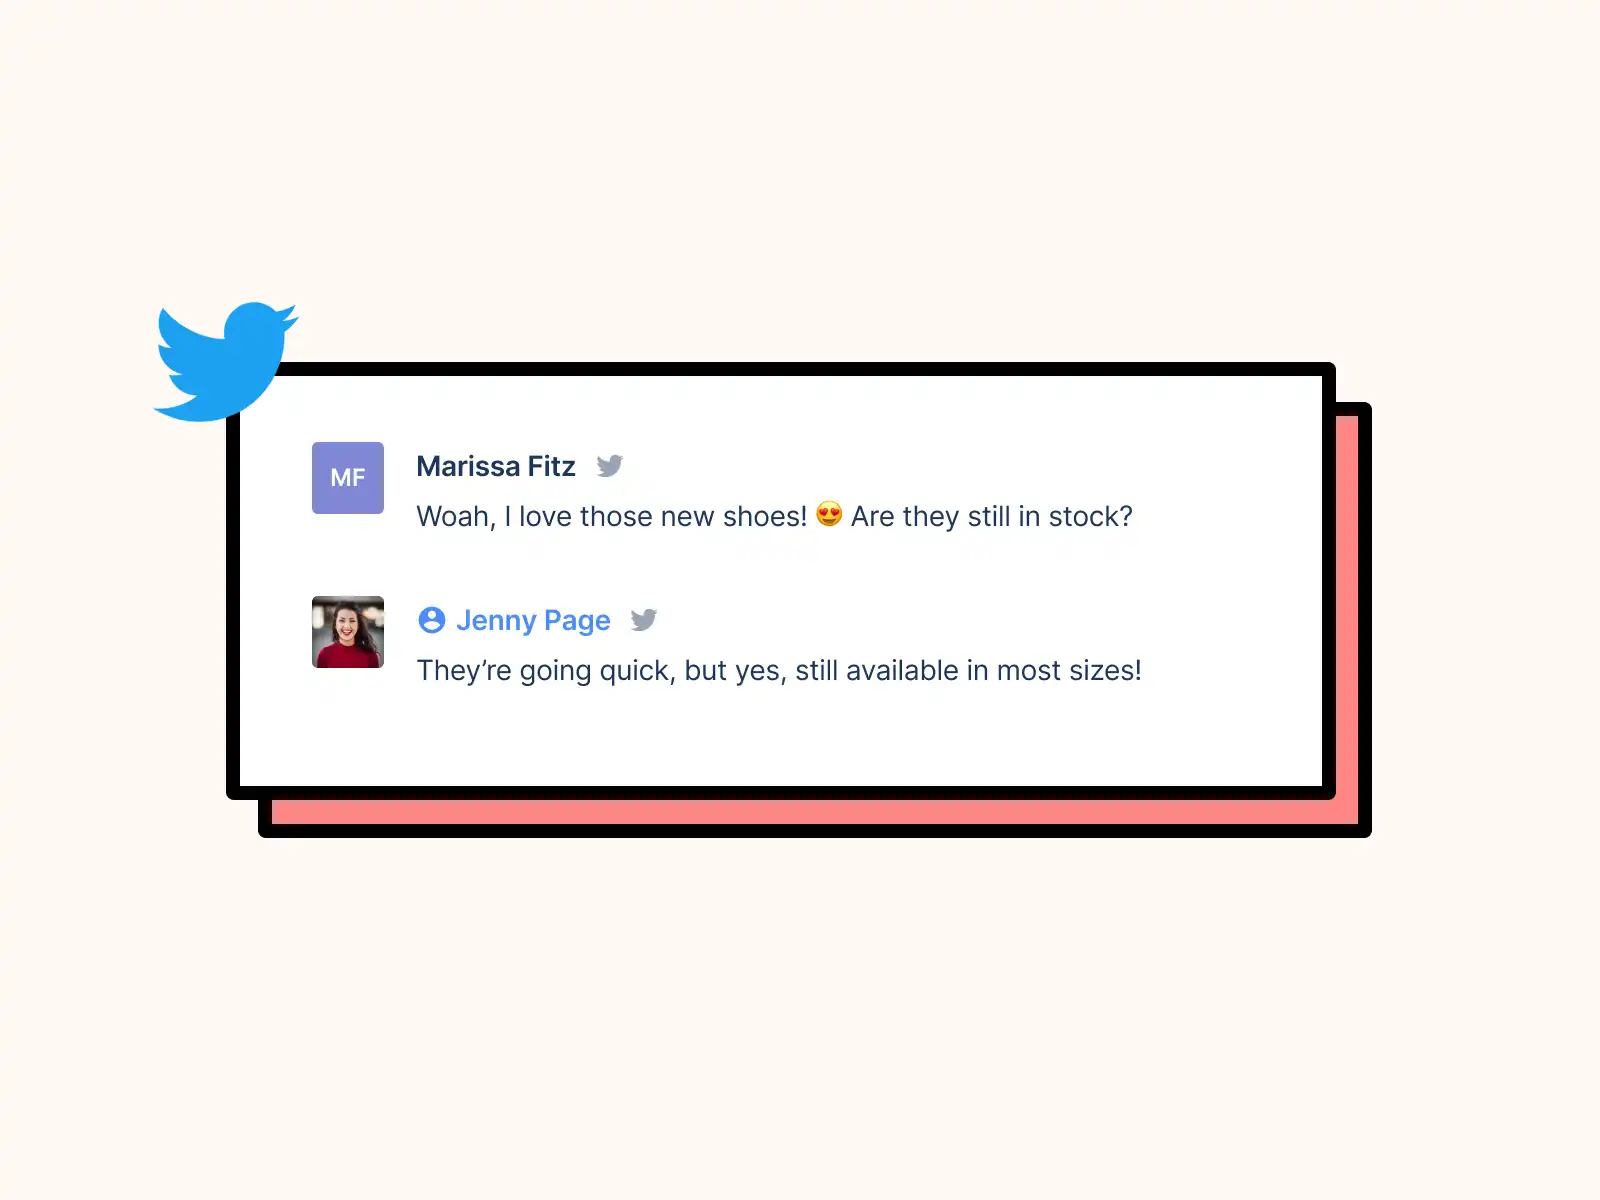 MF
Marissa Fitz
Woah, I love those new shoes! 😍 Are they still in stock?
Jenny Page
They’re going quick, but yes, still available in most sizes!